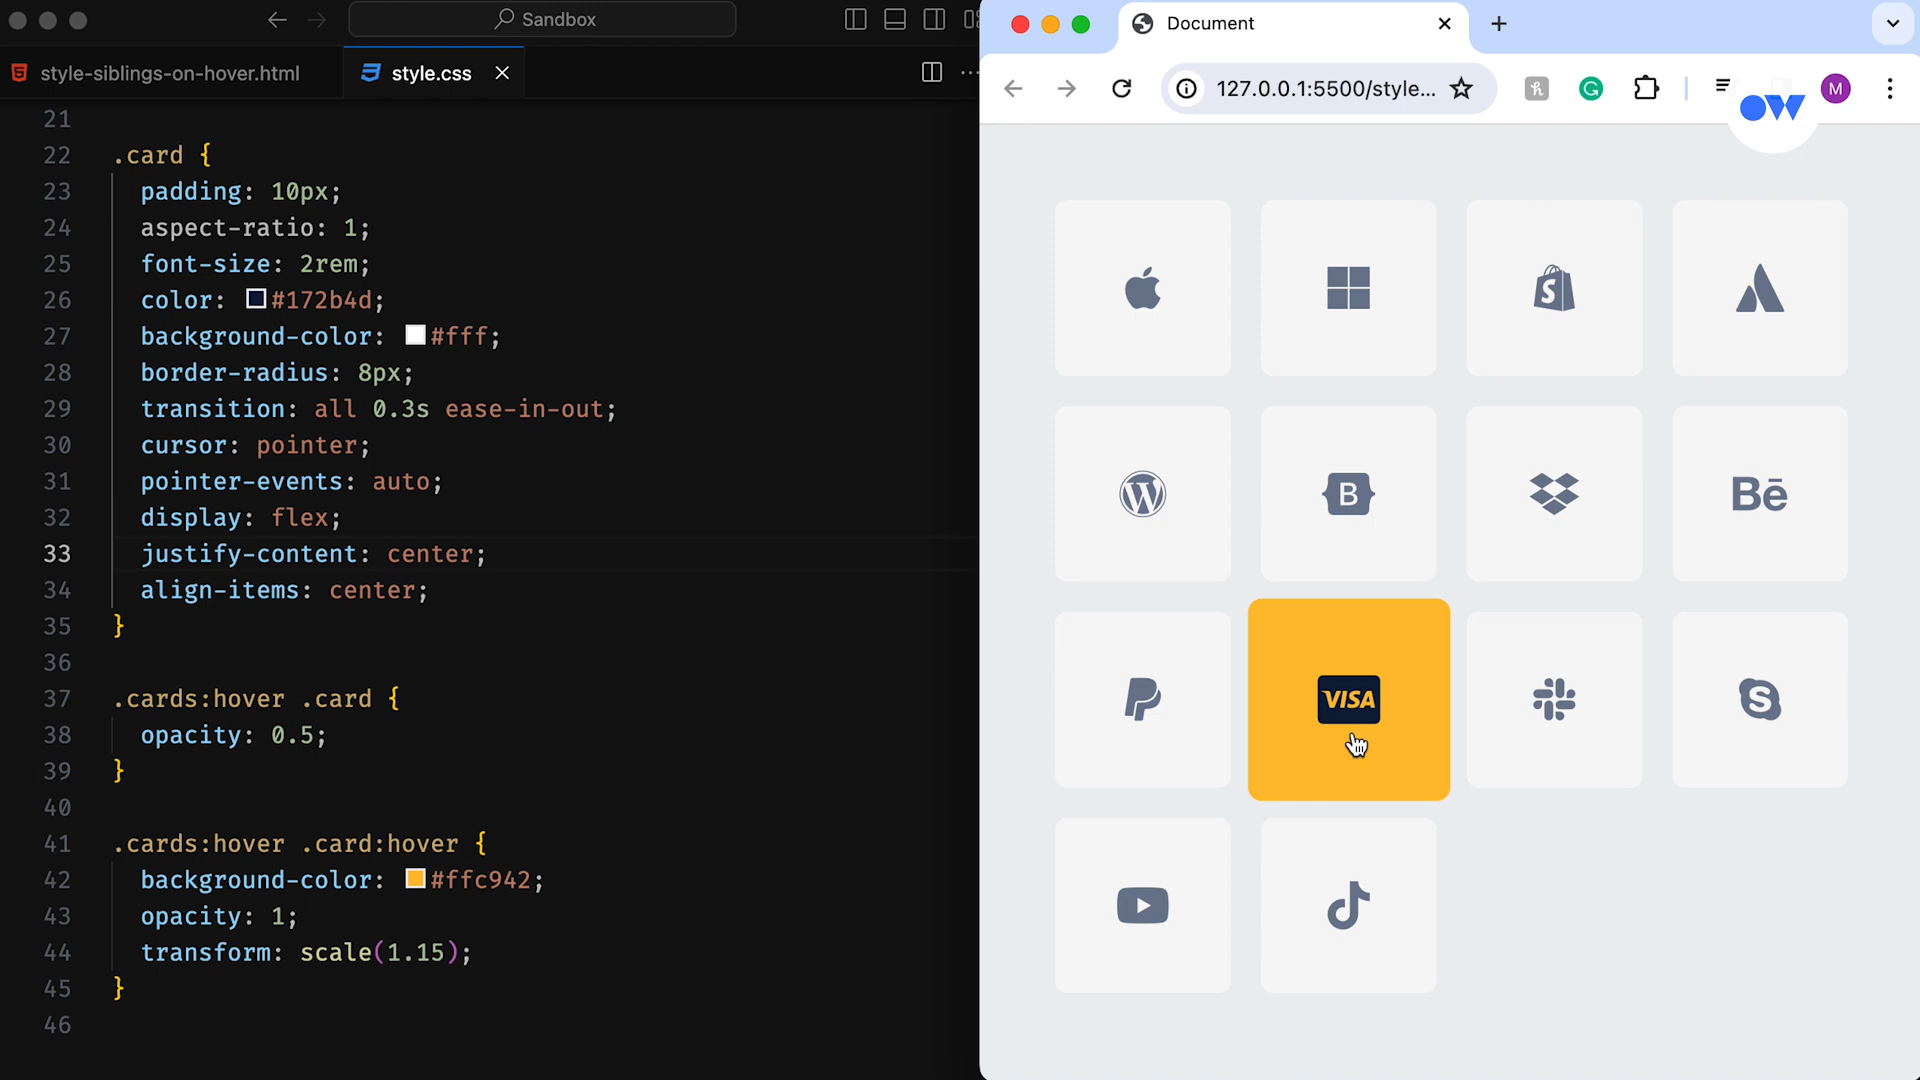 Sandbox
style-siblings-on-hover.html
style.css
21
22 .card {
23 padding: 10px;
24 aspect-ratio: 1;
25 font-size: 2rem;
26 color: #172b4d;
27 background-color: #fff;
28 border-radius: 8px;
29 transition: all 0.3s ease-in-out;
30 cursor: pointer;
31 pointer-events: auto;
32 display: flex;
33 justify-content: center;
34 align-items: center;
35 }
36
37 .cards:hover .card {
38 opacity: 0.5;
39 }
40
41 .cards:hover .card:hover {
42 background-color: #ffc942;
43 opacity: 1;
44 transform: scale(1.15);
45 }
46
Document
127.0.0.1:5500/style...
M
ow
S
W
B
Bē
VISA
S